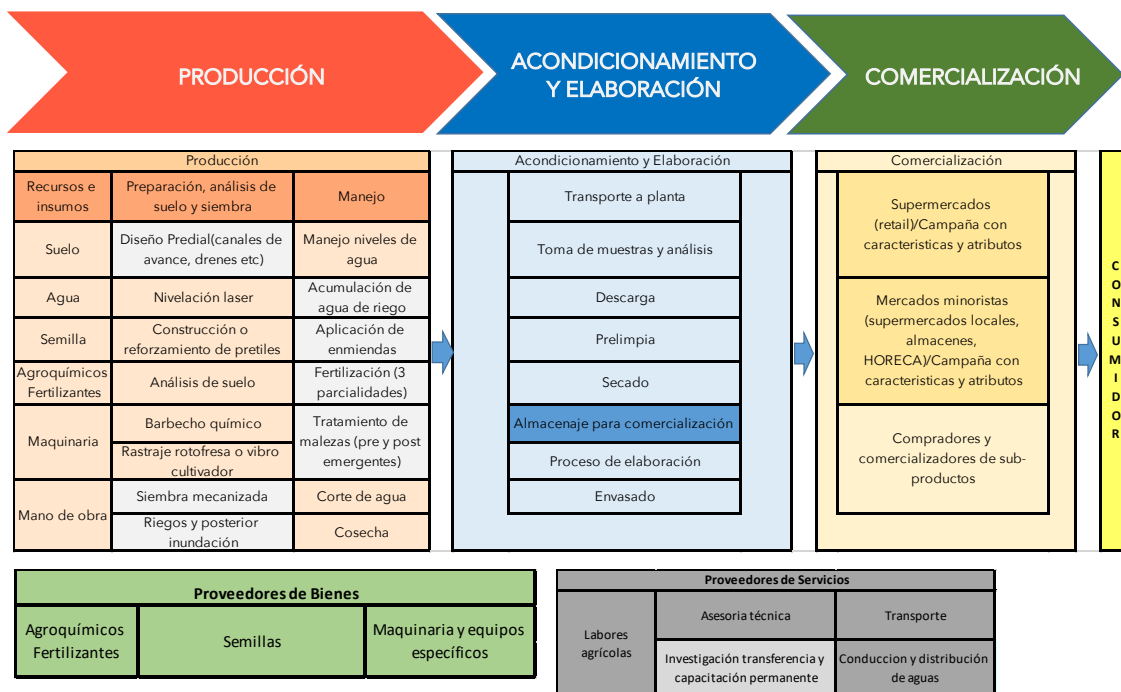 PRODUCCIÓN
ACONDICIONAMIENTO
Y ELABORACIÓN
COMERCIALIZACIÓN
Producción
Recursos e
insumos
Preparación, análisis de
suelo y siembra
Manejo
Suelo
Diseño Predial(canales de
avance, drenes etc)
Manejo niveles de
agua
Agua
Nivelación laser
Acumulación de
agua de riego
Semilla
Construcción o
reforzamiento de pretiles
Aplicación de
enmiendas
Agroquímicos
Fertilizantes
Análisis de suelo
Fertilización (3
parcialidades)
Maquinaria
Barbecho químico
Rastraje rotofresa o vibro
cultivador
Tratamiento de
malezas (pre y post
emergentes)
Mano de obra
Siembra mecanizada
Corte de agua
Riegos y posterior
inundación
Cosecha
Acondicionamiento y Elaboración
Transporte a planta
Toma de muestras y análisis
Descarga
Prelimpia
Secado
Almacenaje para comercialización
Proceso de elaboración
Envasado
Comercialización
Supermercados
(retail)/Campaña con
caracteristicas y atributos
Mercados minoristas
(supermercados locales,
almacenes,
HORECA)/Campaña con
caracteristicas y atributos
Compradores y
comercializadores de sub-
productos
C
O
N
S
U
M
I
D
O
R
Proveedores de Bienes
Agroquímicos
Fertilizantes
Semillas
Maquinaria y equipos
específicos
Proveedores de Servicios
Labores
agrícolas
Asesoria técnica
Transporte
Investigación transferencia y
capacitación permanente
Conduccion y distribución
de aguas